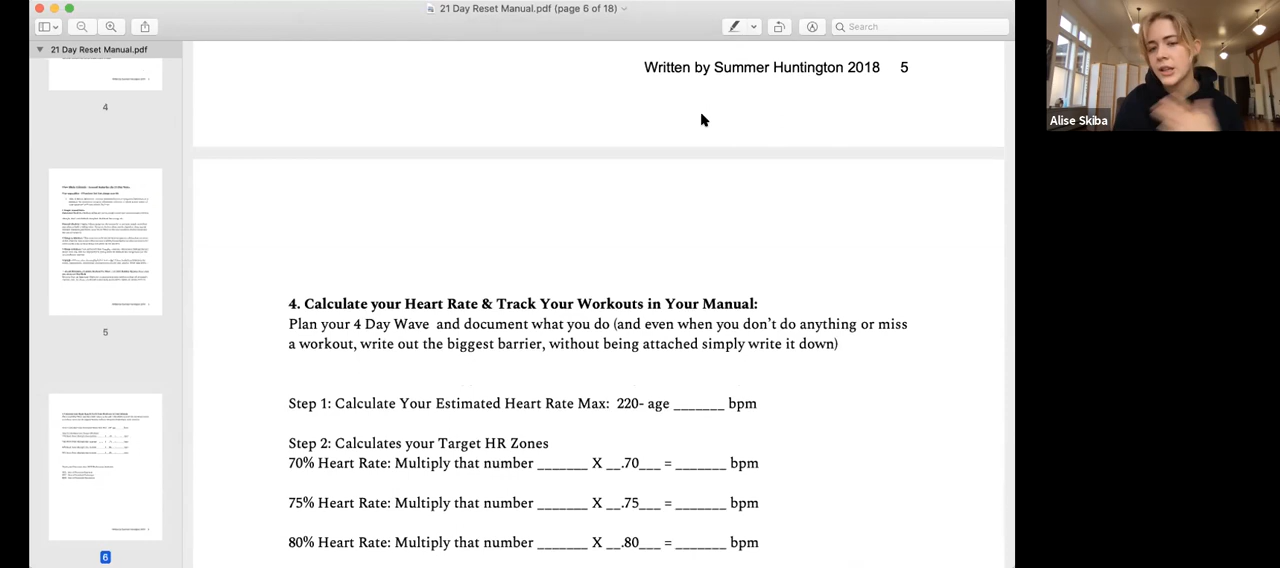 21 Day Reset Manual.pdf (page 6 of 18)
Search
21 Day Reset Manual.pdf
4
5
6
Written by Summer Huntington 2018 5
4. Calculate your Heart Rate & Track Your Workouts in Your Manual:
Plan your 4 Day Wave and document what you do (and even when you don't do anything or miss
a workout, write out the biggest barrier, without being attached simply write it down)
Step 1: Calculate Your Estimated Heart Rate Max: 220- age _______ bpm
Step 2: Calculates your Target HR Zones
70% Heart Rate: Multiply that number _______ X __.70___ = _______ bpm
75% Heart Rate: Multiply that number _______ X __.75___ = _______ bpm
80% Heart Rate: Multiply that number _______ X __.80___ = _______ bpm
Alise Skiba